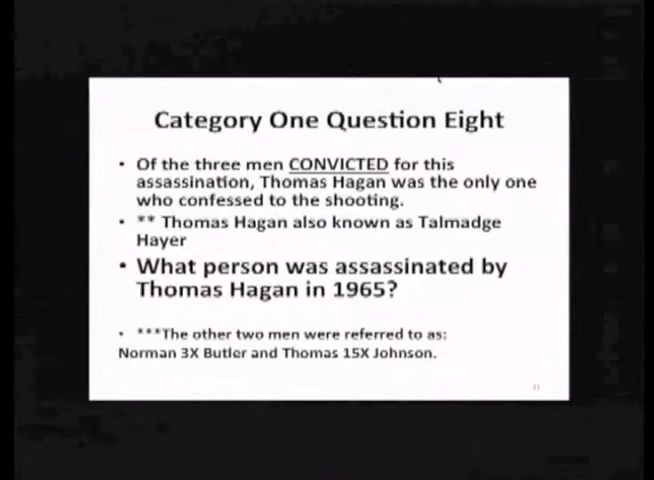 Category One Question Eight
• Of the three men CONVICTED for this
assassination, Thomas Hagan was the only one
who confessed to the shooting.
• ** Thomas Hagan also known as Talmadge
Hayer
• What person was assassinated by
Thomas Hagan in 1965?
• ***The other two men were referred to as:
Norman 3X Butler and Thomas 15X Johnson.